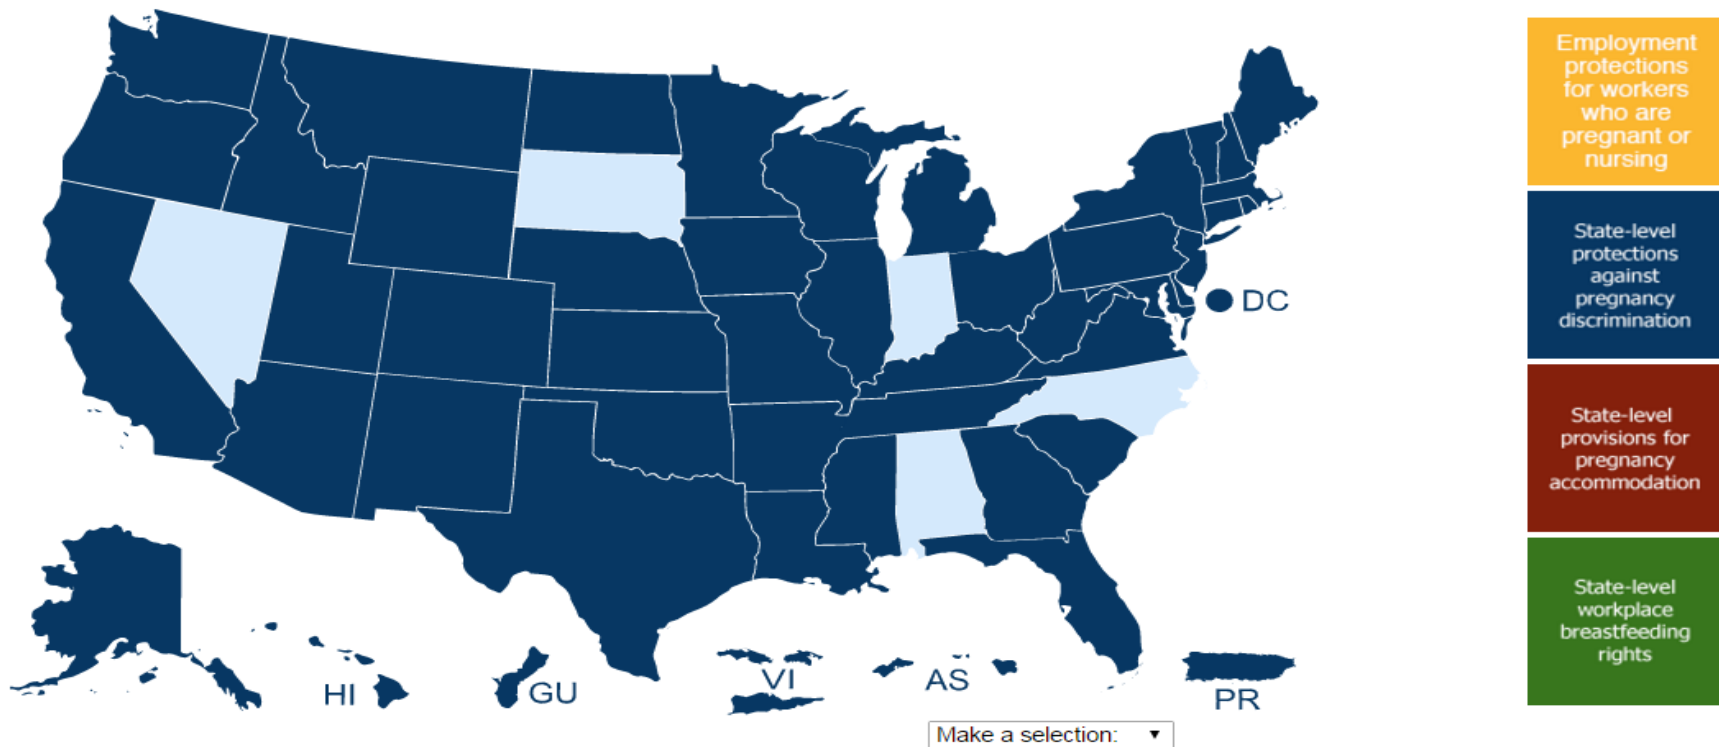 Employment
protections
for workers
who are
pregnant or
nursing
State-level
protections
against
pregnancy
discrimination
DC
State-level
provisions for
pregnancy
accommodation
State-level
workplace
breastfeeding
rights
HI
GU
VI
AS
PR
Make a selection: ▼